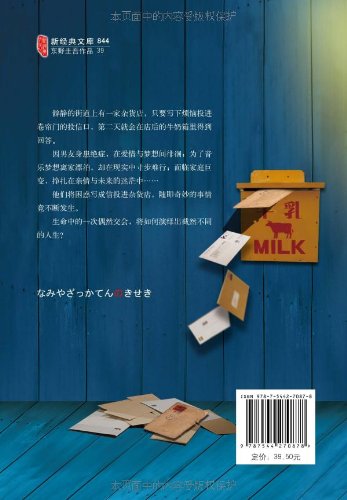 本页面中的内容受版权保护
新经典文库 844
东野圭吾作品 39
僻静的街道上有一家杂货店，只要写下烦恼投进
卷帘门的投信口，第二天就会在店后的牛奶箱里得到
回答。
因男友身患绝症，在爱情与梦想间徘徊；为了音
乐梦想离家漂泊，却在现实中寸步难行；面临家庭巨
变，挣扎在亲情与未来的迷茫中……
他们将困惑写成信投进杂货店，随即奇妙的事情
竟不断发生。
生命中的一次偶然交会，将如何演绎出截然不同
的人生？
牛乳
MILK
なみやざっかてんのきせき
ISBN 978-7-5442-7087-8
9 787544 270878 >
定价：39.50元
本页面中的内容受版权保护